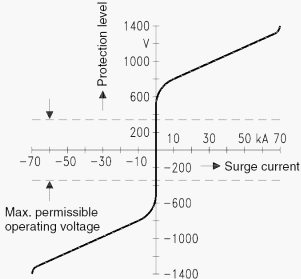 Protection level
1400
V
1000
600
200
10 30 50 kA 70
-70 -50 -30 -10
-200
Surge current
Max. permissible
operating voltage
-600
-1000
-1400